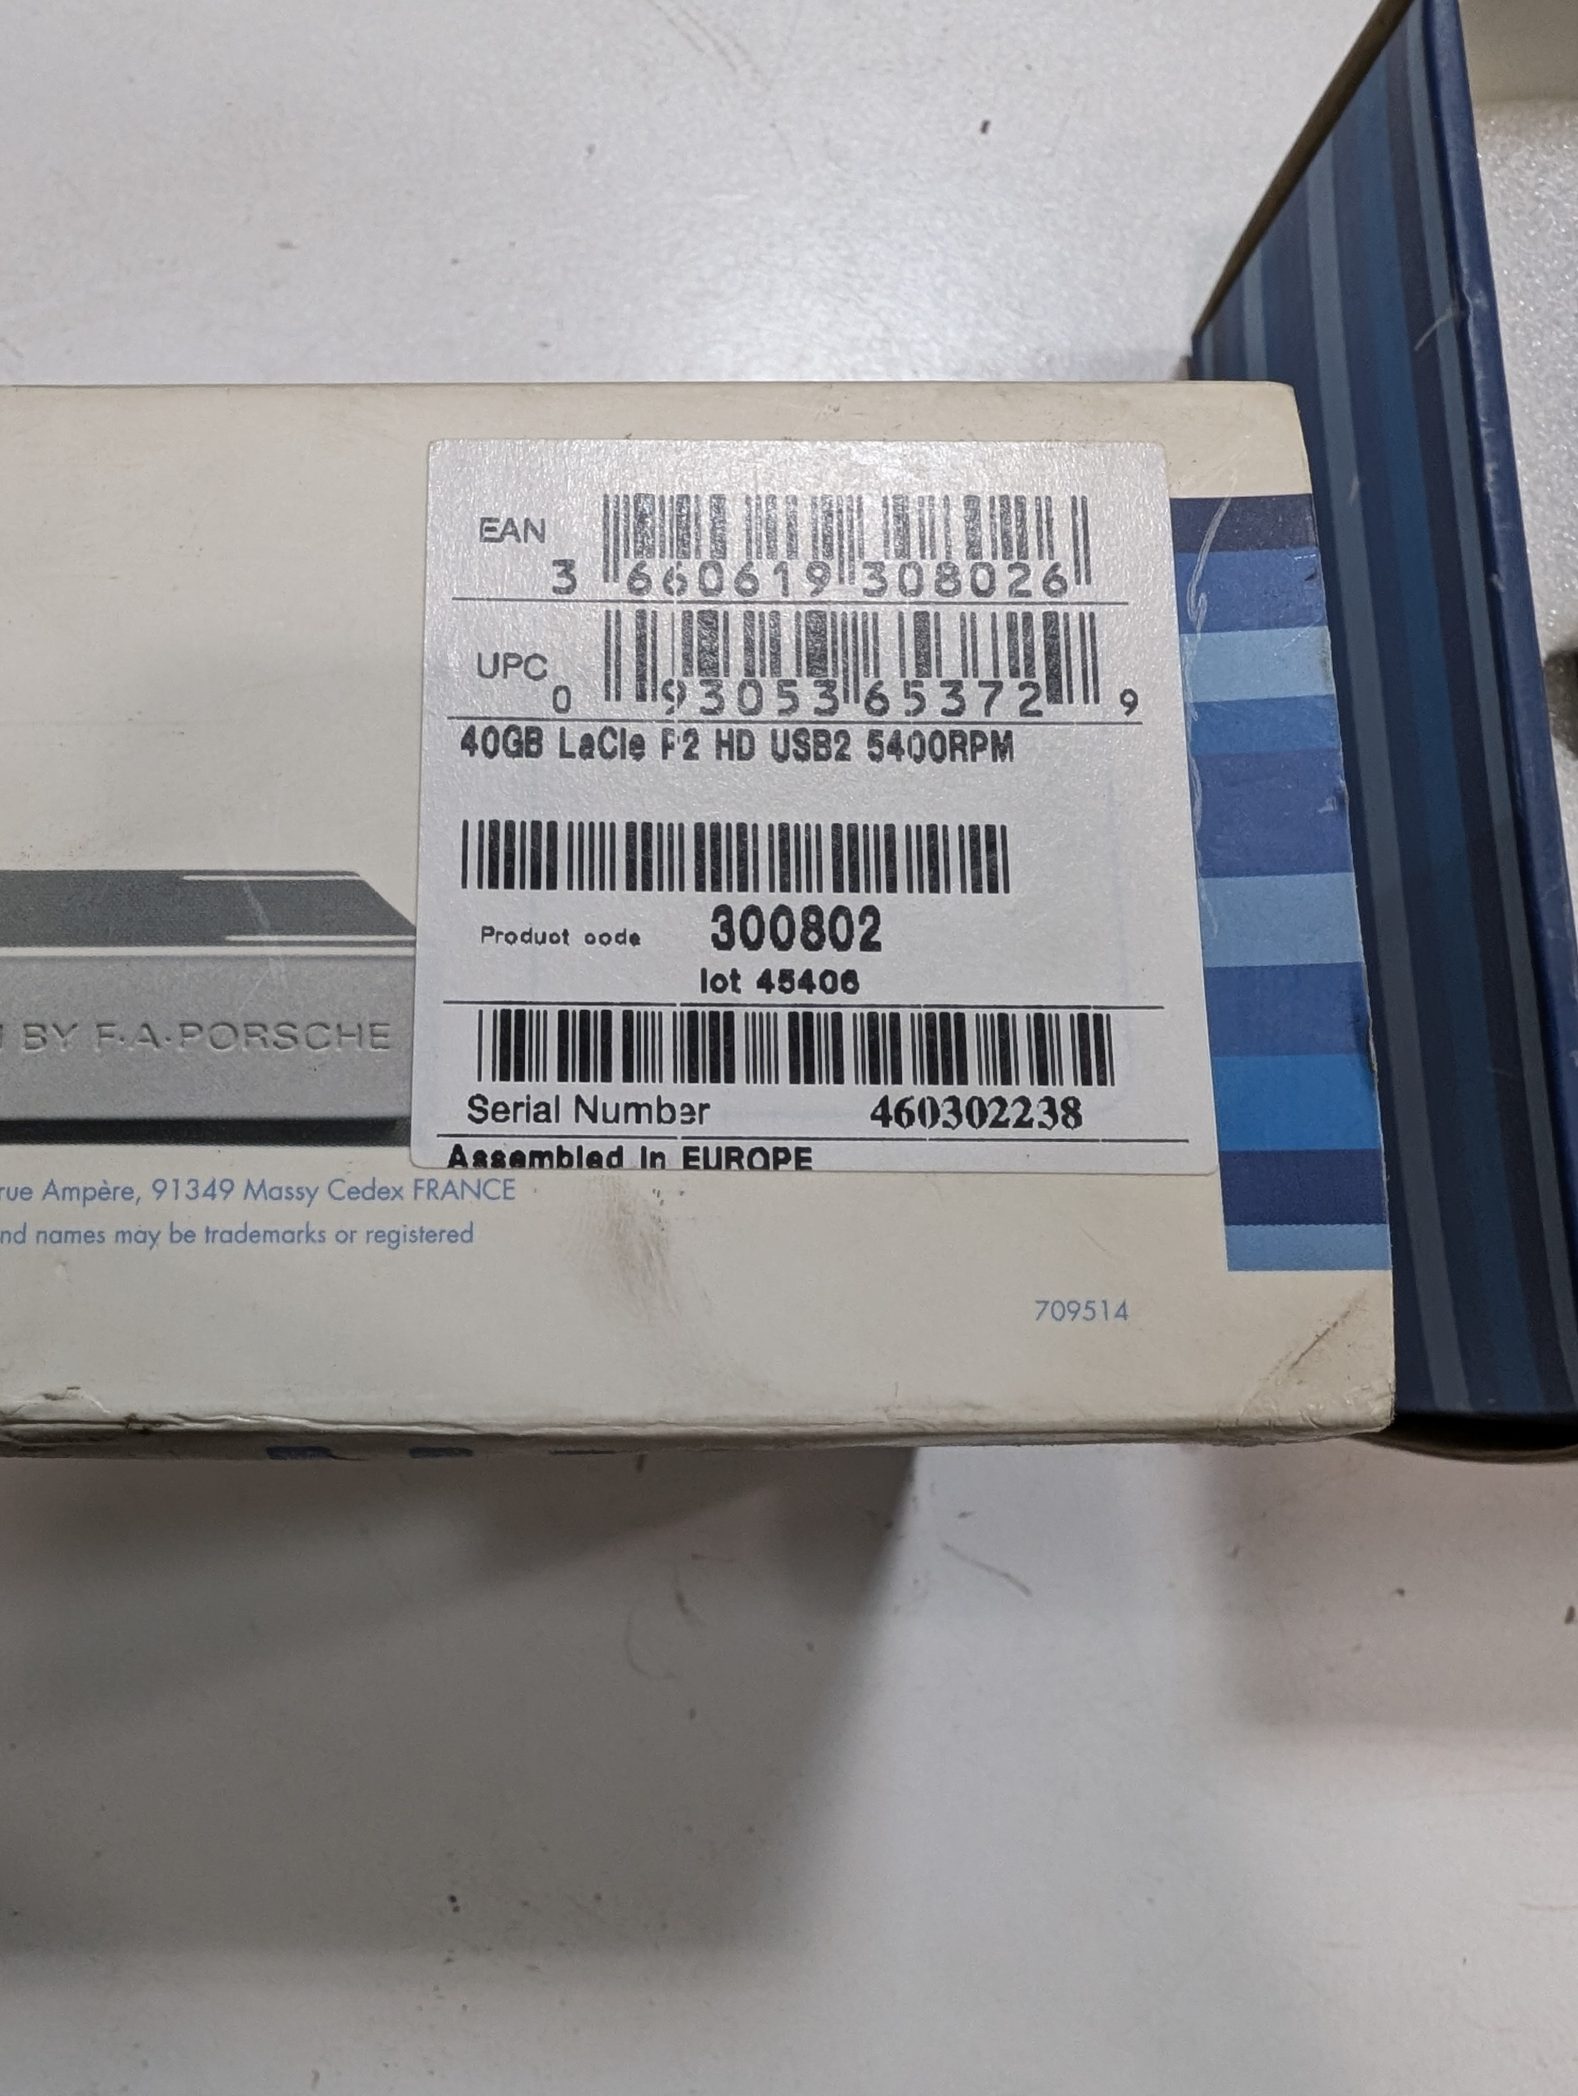 EAN
3 660619 308026
UPC
0 93053 65372 9
40GB LaCie P2 HD USB2 5400RPM
Product code 300802
lot 45406
BY F.A.PORSCHE
Serial Number 460302238
Assembled in EUROPE
rue Ampère, 91349 Massy Cedex FRANCE
nd names may be trademarks or registered
709514